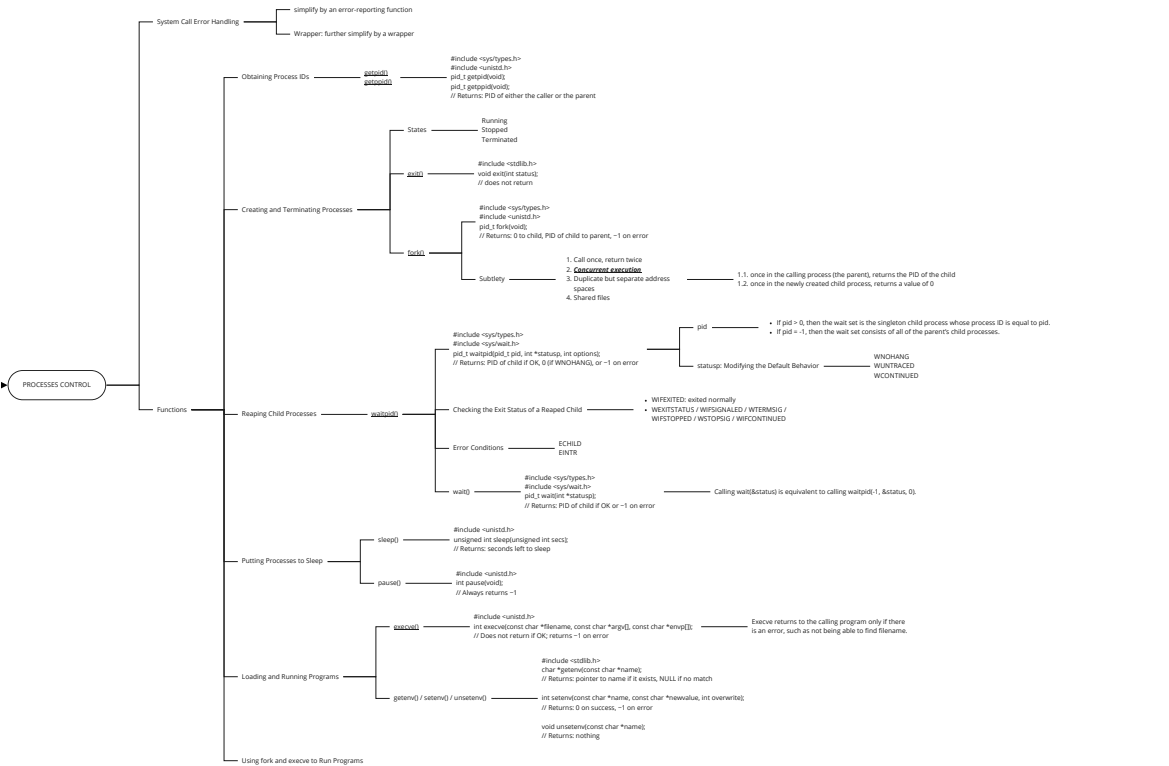 PROCESSES CONTROL
System Call Error Handling
simplify by an error-reporting function
Wrapper: further simplify by a wrapper
Functions
Obtaining Process IDs
getpid()
getppid()
#include <sys/types.h>
#include <unistd.h>
pid_t getpid(void);
pid_t getppid(void);
// Returns: PID of either the caller or the parent
Creating and Terminating Processes
States
Running
Stopped
Terminated
exit()
#include <stdlib.h>
void exit(int status);
// does not return
fork()
#include <sys/types.h>
#include <unistd.h>
pid_t fork(void);
// Returns: 0 to child, PID of child to parent, −1 on error
Subtlety
1. Call once, return twice
2. Concurrent execution
3. Duplicate but separate address
spaces
4. Shared files
1.1. once in the calling process (the parent), returns the PID of the child
1.2. once in the newly created child process, returns a value of 0
Reaping Child Processes
waitpid()
#include <sys/types.h>
#include <sys/wait.h>
pid_t waitpid(pid_t pid, int *statusp, int options);
// Returns: PID of child if OK, 0 (if WNOHANG), or −1 on error
pid
• If pid > 0, then the wait set is the singleton child process whose process ID is equal to pid.
• If pid = -1, then the wait set consists of all of the parent's child processes.
statusp: Modifying the Default Behavior
WNOHANG
WUNTRACED
WCONTINUED
Checking the Exit Status of a Reaped Child
• WIFEXITED: exited normally
• WEXITSTATUS / WIFSIGNALED / WTERMSIG /
WIFSTOPPED / WSTOPSIG / WIFCONTINUED
Error Conditions
ECHILD
EINTR
wait()
#include <sys/types.h>
#include <sys/wait.h>
pid_t wait(int *statusp);
// Returns: PID of child if OK or −1 on error
Calling wait(&status) is equivalent to calling waitpid(-1, &status, 0).
Putting Processes to Sleep
sleep()
#include <unistd.h>
unsigned int sleep(unsigned int secs);
// Returns: seconds left to sleep
pause()
#include <unistd.h>
int pause(void);
// Always returns −1
Loading and Running Programs
execve()
#include <unistd.h>
int execve(const char *filename, const char *argv[], const char *envp[]);
// Does not return if OK; returns −1 on error
Execve returns to the calling program only if there
is an error, such as not being able to find filename.
getenv() / setenv() / unsetenv()
#include <stdlib.h>
char *getenv(const char *name);
// Returns: pointer to name if it exists, NULL if no match
int setenv(const char *name, const char *newvalue, int overwrite);
// Returns: 0 on success, −1 on error
void unsetenv(const char *name);
// Returns: nothing
Using fork and execve to Run Programs